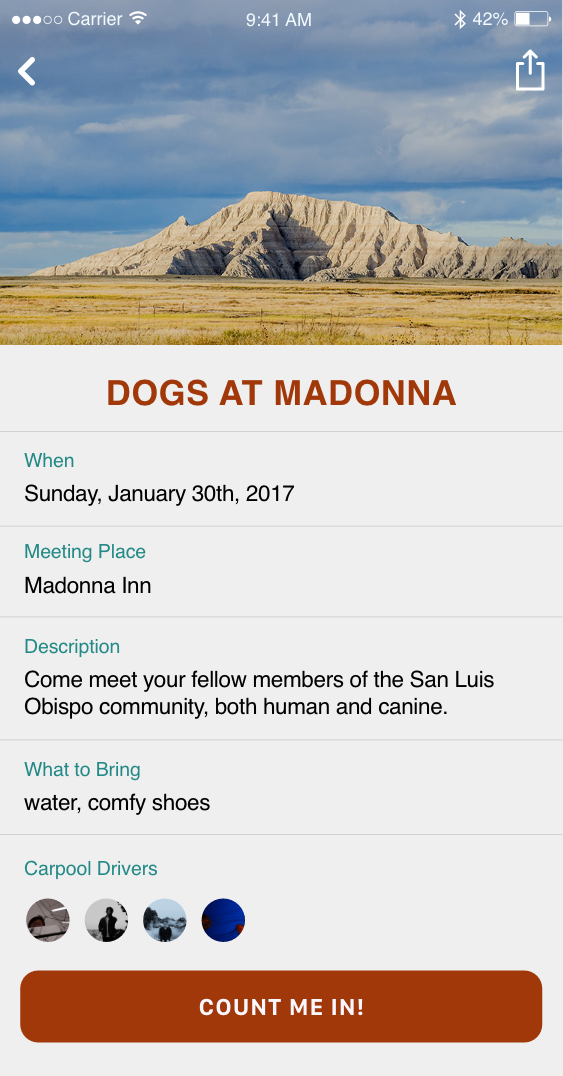 Carrier 9:41 AM 42%
DOGS AT MADONNA
When
Sunday, January 30th, 2017
Meeting Place
Madonna Inn
Description
Come meet your fellow members of the San Luis
Obispo community, both human and canine.
What to Bring
water, comfy shoes
Carpool Drivers
COUNT ME IN!